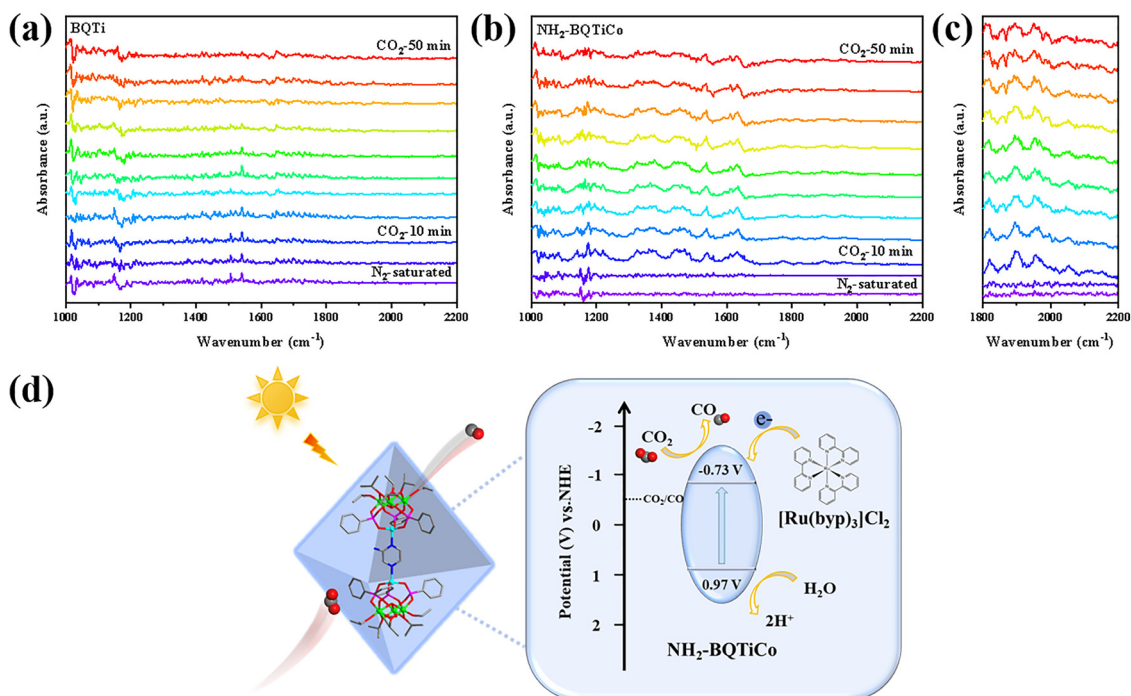 (a)
BQTi
CO₂-50 min
CO₂-10 min
N₂-saturated
Absorbance (a.u.)
1000 1200 1400 1600 1800 2000 2200
Wavenumber (cm⁻¹)
(b)
NH₂-BQTiCo
CO₂-50 min
CO₂-10 min
N₂-saturated
Absorbance (a.u.)
1000 1200 1400 1600 1800 2000 2200
Wavenumber (cm⁻¹)
(c)
Absorbance (a.u.)
1800 1900 2000 2100 2200
Wavenumber (cm⁻¹)
(d)
Potential (V) vs.NHE
-2
-1
0
1
2
CO
CO₂
e-
-0.73 V
CO₂/CO
[Ru(byp)₃]Cl₂
0.97 V
H₂O
2H⁺
NH₂-BQTiCo